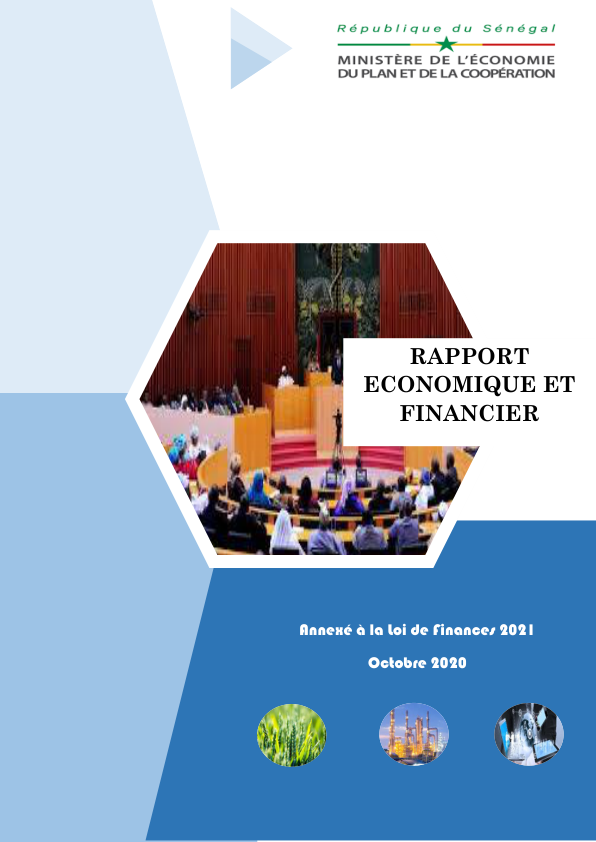 République du Sénégal
MINISTÈRE DE L'ÉCONOMIE
DU PLAN ET DE LA COOPÉRATION
RAPPORT
ECONOMIQUE ET
FINANCIER
Annexé à la Loi de Finances 2021
Octobre 2020